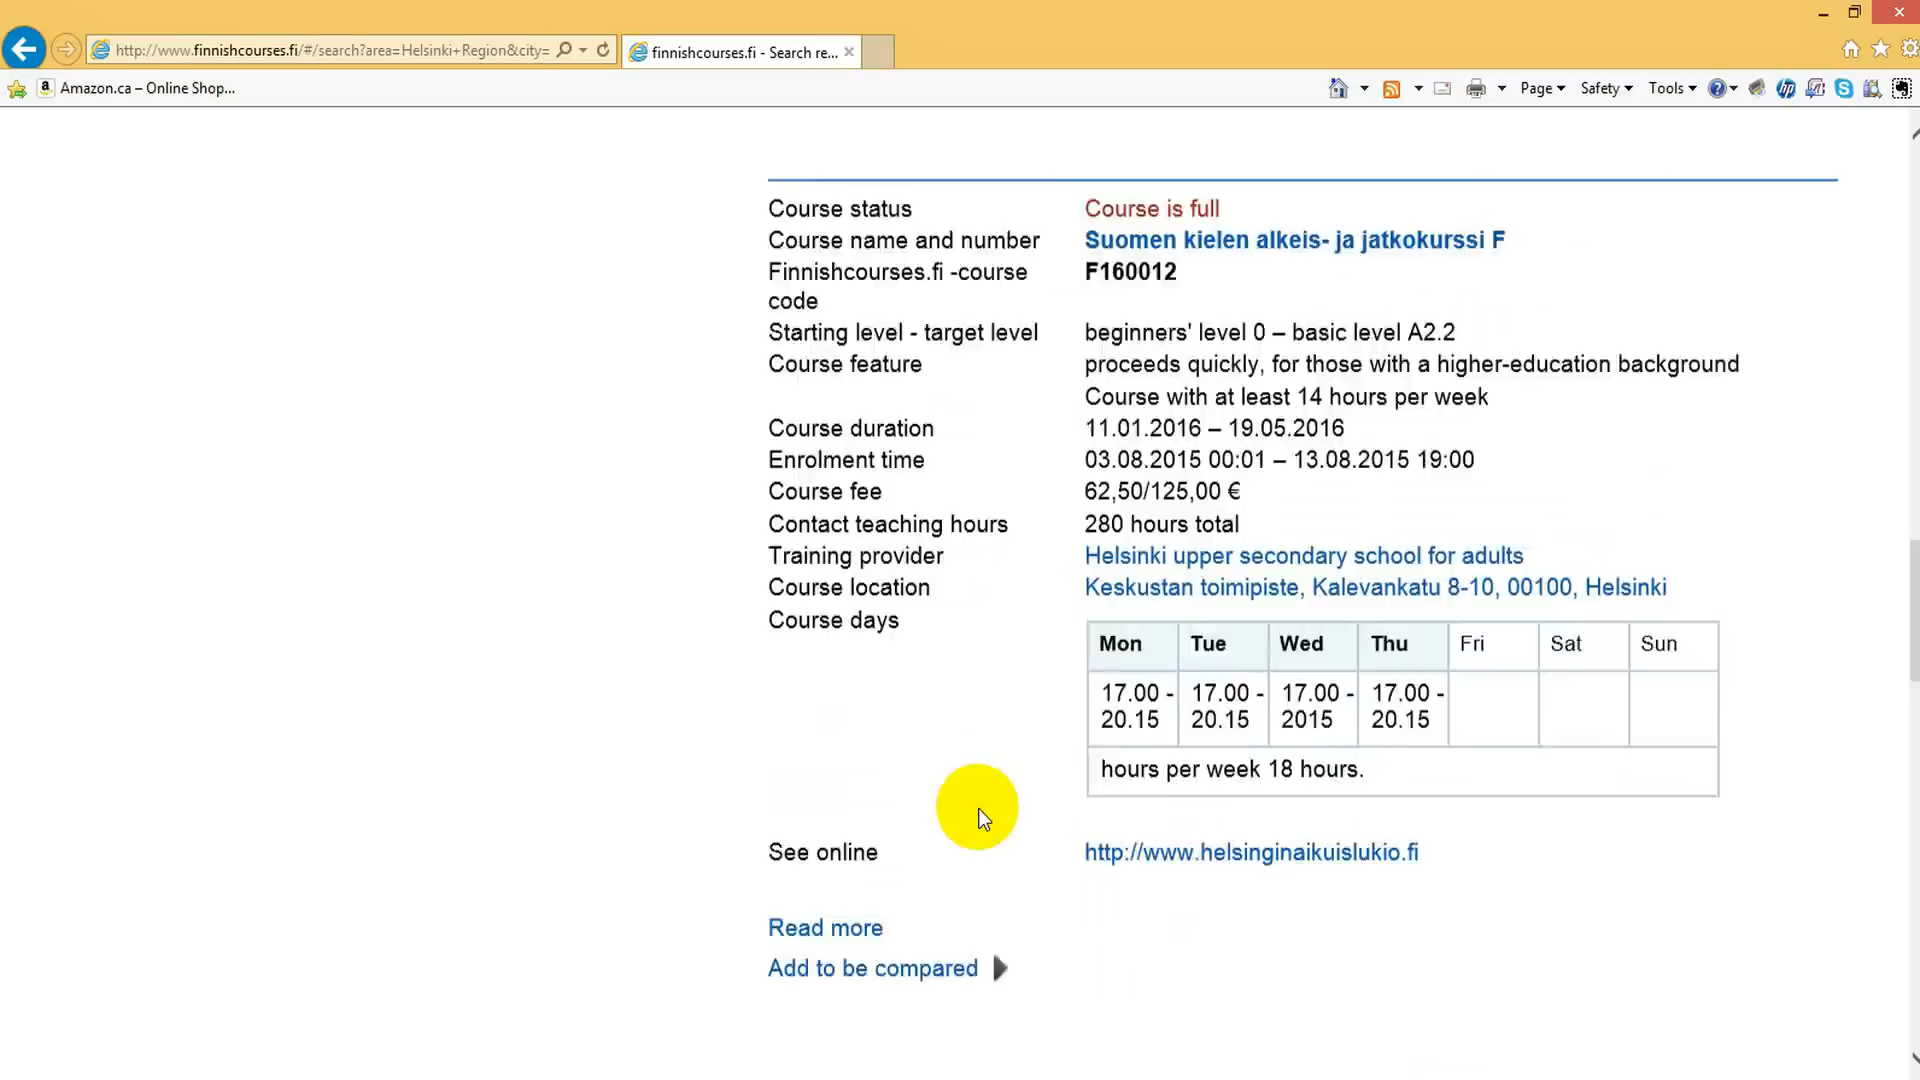 http://www.finnishcourses.fi/#/search?area=Helsinki+Region&city=
finnishcourses.fi - Search re...
Amazon.ca – Online Shop...
Page
Safety
Tools
Course status Course is full
Course name and number Suomen kielen alkeis- ja jatkokurssi F
Finnishcourses.fi -course F160012
code
Starting level - target level beginners' level 0 – basic level A2.2
Course feature proceeds quickly, for those with a higher-education background
Course with at least 14 hours per week
Course duration 11.01.2016 – 19.05.2016
Enrolment time 03.08.2015 00:01 – 13.08.2015 19:00
Course fee 62,50/125,00 €
Contact teaching hours 280 hours total
Training provider Helsinki upper secondary school for adults
Course location Keskustan toimipiste, Kalevankatu 8-10, 00100, Helsinki
Course days
Mon Tue Wed Thu Fri Sat Sun
17.00 - 17.00 - 17.00 - 17.00 -
20.15 20.15 2015 20.15
hours per week 18 hours.
See online http://www.helsinginaikuislukio.fi
Read more
Add to be compared